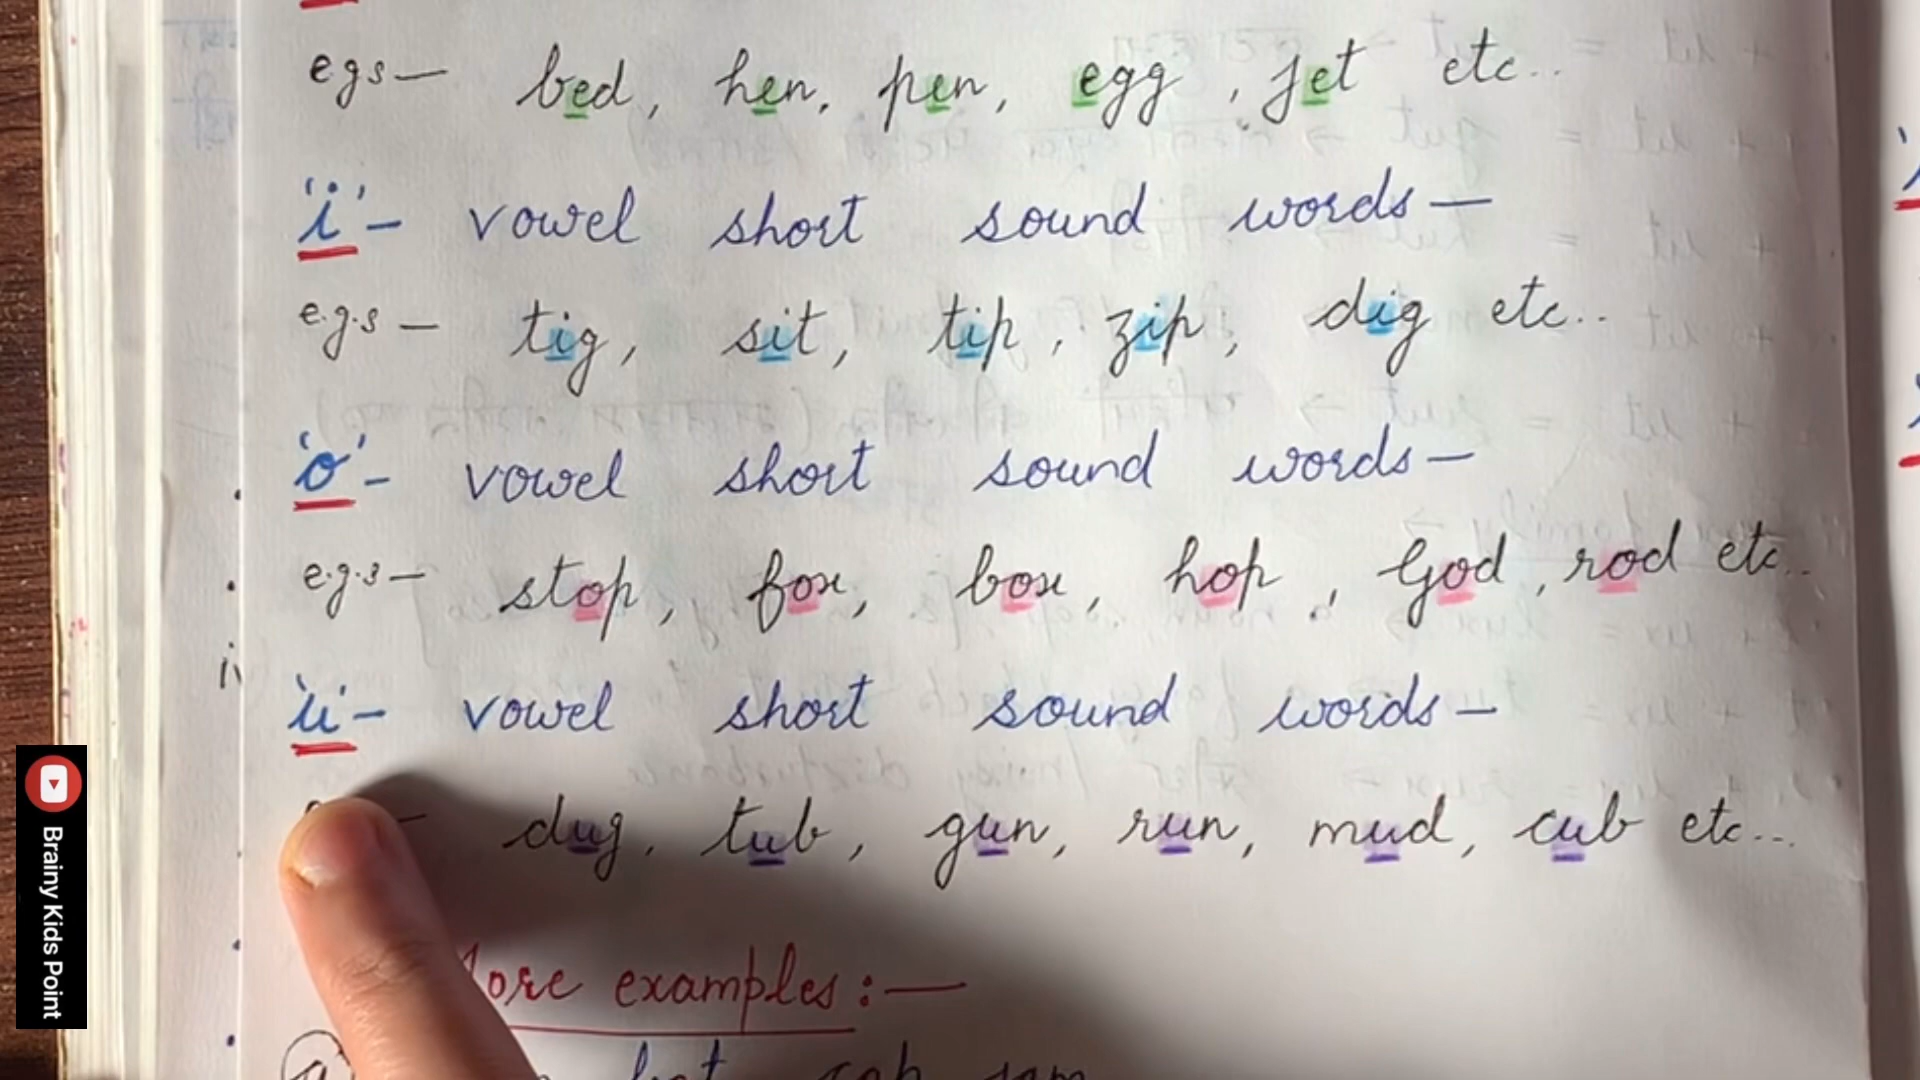 egs— bed, hen, pen, egg, jet etc..
'i'- vowel short sound words—
e.g.s — tig, sit, tip, zip, dig etc..
'o'- vowel short sound words—
e.g.s— stop, fox, box, hop, God, rod etc..
'u'- vowel short sound words—
dug, tub, gun, run, mud, cub etc...
ore examples:—
Brainy Kids Point